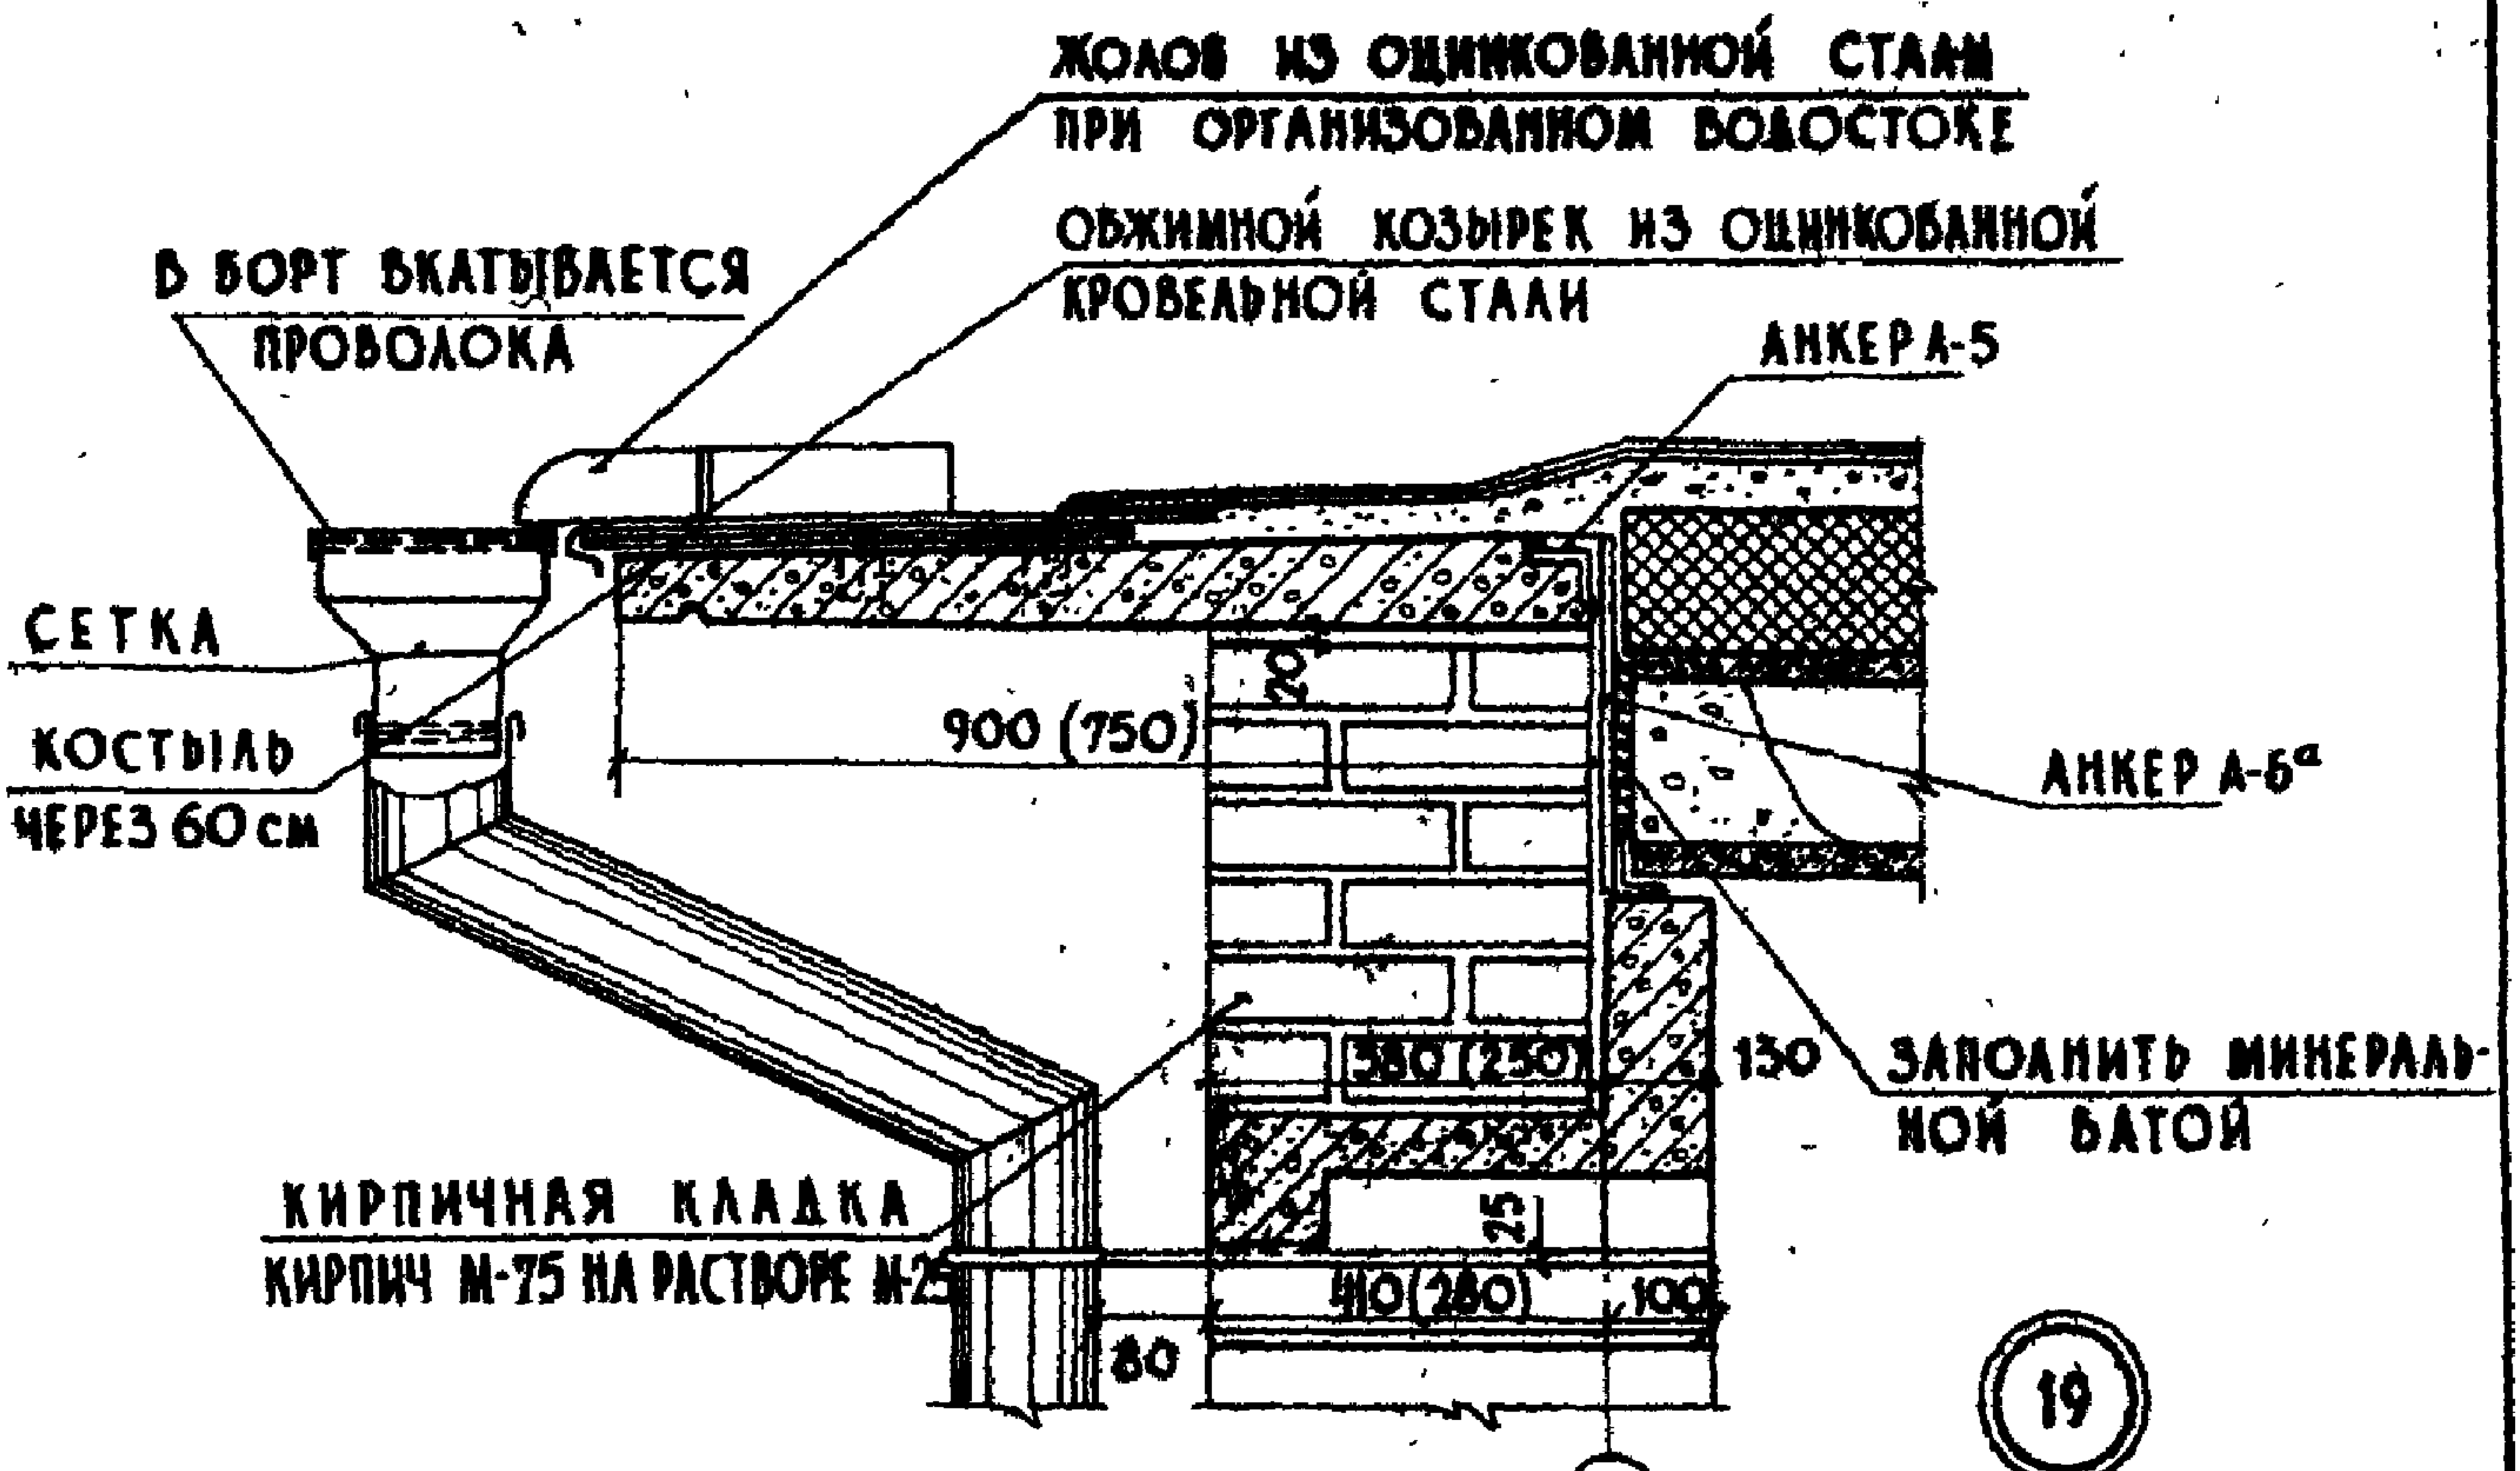 ЖОЛОБ ИЗ ОЦИНКОВАННОЙ СТАЛИ
ПРИ ОРГАНИЗОВАННОМ ВОДОСТОКЕ
ОБЖИМНОЙ КОЗЫРЕК ИЗ ОЦИНКОВАННОЙ
КРОВЕЛЬНОЙ СТАЛИ
В БОРТ ВКАТЫВАЕТСЯ
ПРОВОЛОКА
АНКЕР А-5
СЕТКА
КОСТЫЛЬ
ЧЕРЕЗ 60 СМ
20
900 (750)
АНКЕР А-6а
380 (250)
130
ЗАПОЛНИТЬ МИНЕРАЛЬ-
НОЙ ВАТОЙ
КИРПИЧНАЯ КЛАДКА
КИРПИЧ М-75 НА РАСТВОРЕ М-25
25
410 (280)
100
80
19